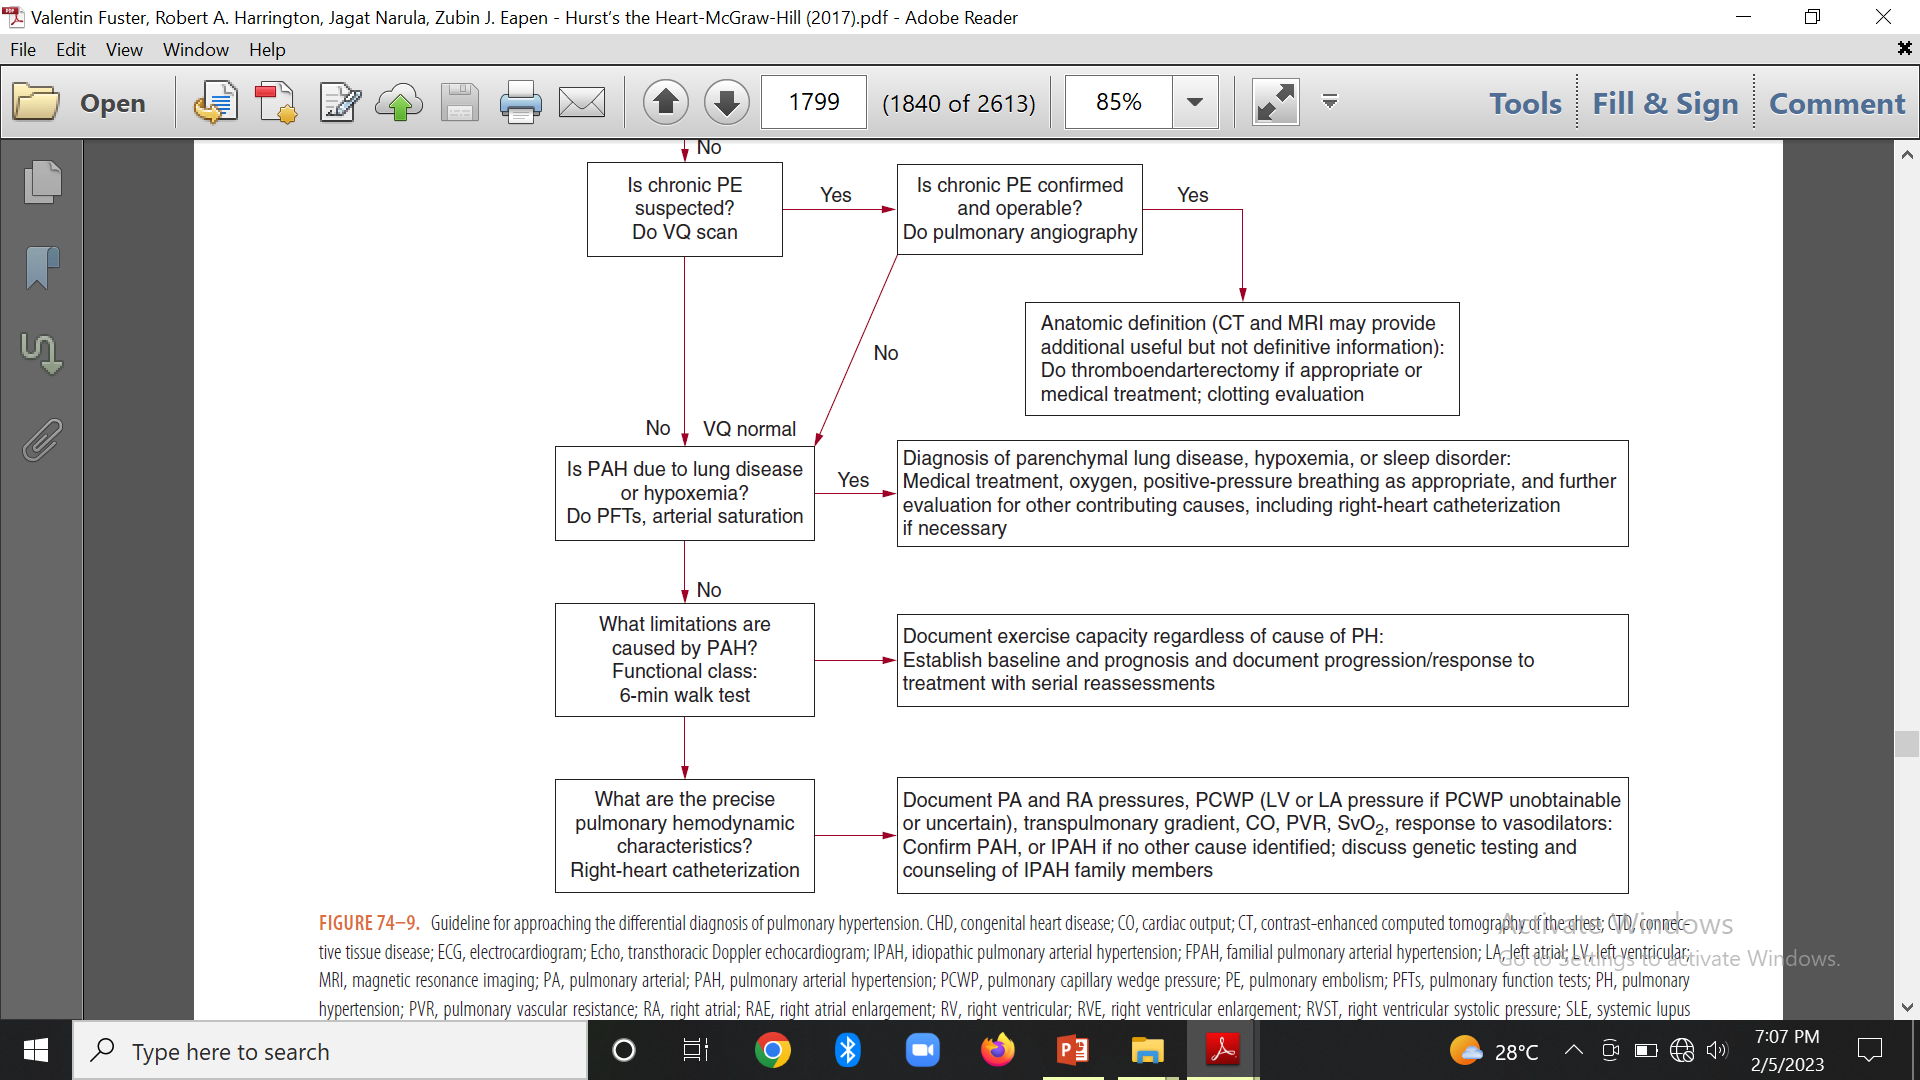 Valentin Fuster, Robert A. Harrington, Jagat Narula, Zubin J. Eapen - Hurst's the Heart-McGraw-Hill (2017).pdf - Adobe Reader
File Edit View Window Help
Open
1799
(1840 of 2613)
85%
Tools
Fill & Sign
Comment
No
Is chronic PE
suspected?
Do VQ scan
Yes
Is chronic PE confirmed
and operable?
Do pulmonary angiography
Yes
Anatomic definition (CT and MRI may provide
additional useful but not definitive information):
Do thromboendarterectomy if appropriate or
medical treatment; clotting evaluation
No
No
VQ normal
Is PAH due to lung disease
or hypoxemia?
Do PFTs, arterial saturation
Yes
Diagnosis of parenchymal lung disease, hypoxemia, or sleep disorder:
Medical treatment, oxygen, positive-pressure breathing as appropriate, and further
evaluation for other contributing causes, including right-heart catheterization
if necessary
No
What limitations are
caused by PAH?
Functional class:
6-min walk test
Document exercise capacity regardless of cause of PH:
Establish baseline and prognosis and document progression/response to
treatment with serial reassessments
What are the precise
pulmonary hemodynamic
characteristics?
Right-heart catheterization
Document PA and RA pressures, PCWP (LV or LA pressure if PCWP unobtainable
or uncertain), transpulmonary gradient, CO, PVR, SvO2, response to vasodilators:
Confirm PAH, or IPAH if no other cause identified; discuss genetic testing and
counseling of IPAH family members
FIGURE 74–9. Guideline for approaching the differential diagnosis of pulmonary hypertension. CHD, congenital heart disease; CO, cardiac output; CT, contrast-enhanced computed tomography of the chest; CTD, connec-
tive tissue disease; ECG, electrocardiogram; Echo, transthoracic Doppler echocardiogram; IPAH, idiopathic pulmonary arterial hypertension; FPAH, familial pulmonary arterial hypertension; LA, left atrial; LV, left ventricular;
MRI, magnetic resonance imaging; PA, pulmonary arterial; PAH, pulmonary arterial hypertension; PCWP, pulmonary capillary wedge pressure; PE, pulmonary embolism; PFTs, pulmonary function tests; PH, pulmonary
hypertension; PVR, pulmonary vascular resistance; RA, right atrial; RAE, right atrial enlargement; RV, right ventricular; RVE, right ventricular enlargement; RVST, right ventricular systolic pressure; SLE, systemic lupus
Activate Windows
Go to Settings to activate Windows.
Type here to search
28°C
7:07 PM
2/5/2023